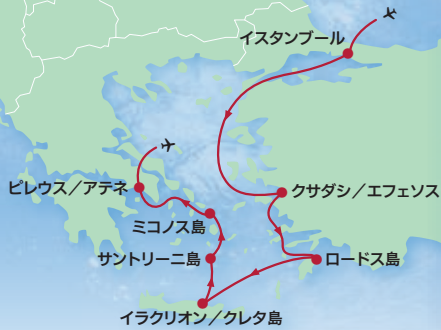 イスタンブール
ピレウス／アテネ
クサダシ／エフェソス
ミコノス島
サントリーニ島
ロードス島
イラクリオン／クレタ島